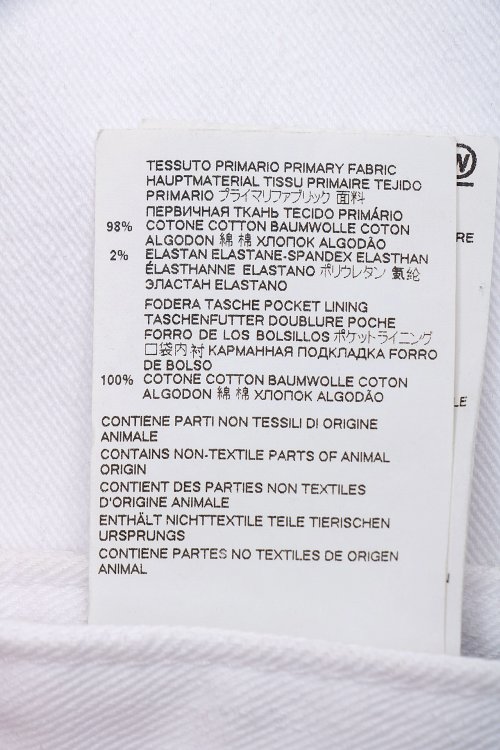 TESSUTO PRIMARIO PRIMARY FABRIC
HAUPTMATERIAL TISSU PRIMAIRE TEJIDO
PRIMARIO プライマリファブリック 面料
ПЕРВИЧНАЯ ТКАНЬ TECIDO PRIMÁRIO
98% COTONE COTTON BAUMWOLLE COTON
ALGODON 綿 棉 ХЛОПОК ALGODÃO
2% ELASTAN ELASTANE-SPANDEX ELASTHAN
ÉLASTHANNE ELASTANO ポリウレタン 氨纶
ЭЛАСТАН ELASTANO
FODERA TASCHE POCKET LINING
TASCHENFUTTER DOUBLURE POCHE
FORRO DE LOS BOLSILLOS ポケットライニング
口袋内衬 КАРМАННАЯ ПОДКЛАДКА FORRO
DE BOLSO
100% COTONE COTTON BAUMWOLLE COTON
ALGODON 綿 棉 ХЛОПОК ALGODÃO
CONTIENE PARTI NON TESSILI DI ORIGINE
ANIMALE
CONTAINS NON-TEXTILE PARTS OF ANIMAL
ORIGIN
CONTIENT DES PARTIES NON TEXTILES
D'ORIGINE ANIMALE
ENTHÄLT NICHTTEXTILE TEILE TIERISCHEN
URSPRUNGS
CONTIENE PARTES NO TEXTILES DE ORIGEN
ANIMAL
W
RE
LE